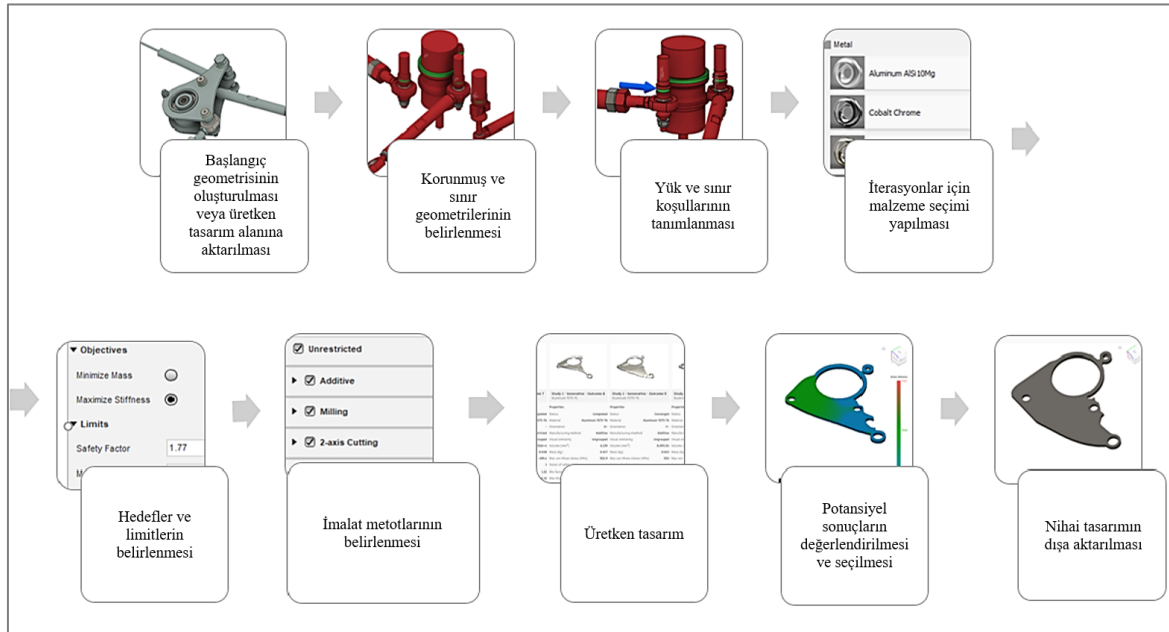 Başlangıç
geometrisinin
oluşturulması
veya üretken
tasarım alanına
aktarılması
Korunmuş ve
sınır
geometrilerinin
belirlenmesi
Yük ve sınır
koşullarının
tanımlanması
Metal
Aluminum AlSi10Mg
Cobalt Chrome
İterasyonlar için
malzeme seçimi
yapılması
Objectives
Minimize Mass
Maximize Stiffness
Limits
Safety Factor 1.77
Hedefler ve
limitlerin
belirlenmesi
Unrestricted
Additive
Milling
2-axis Cutting
İmalat metotlarının
belirlenmesi
Properties Properties
Üretken tasarım
Potansiyel
sonuçların
değerlendirilmesi
ve seçilmesi
Nihai tasarımın
dışa aktarılması